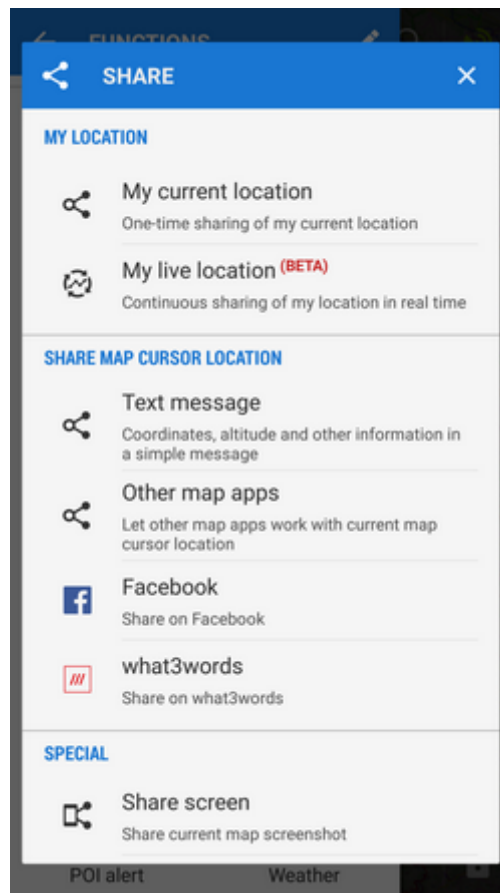 FUNCTIONS
SHARE
MY LOCATION
My current location
One-time sharing of my current location
My live location (BETA)
Continuous sharing of my location in real time
SHARE MAP CURSOR LOCATION
Text message
Coordinates, altitude and other information in
a simple message
Other map apps
Let other map apps work with current map
cursor location
Facebook
Share on Facebook
what3words
Share on what3words
SPECIAL
Share screen
Share current map screenshot
POI alert
Weather